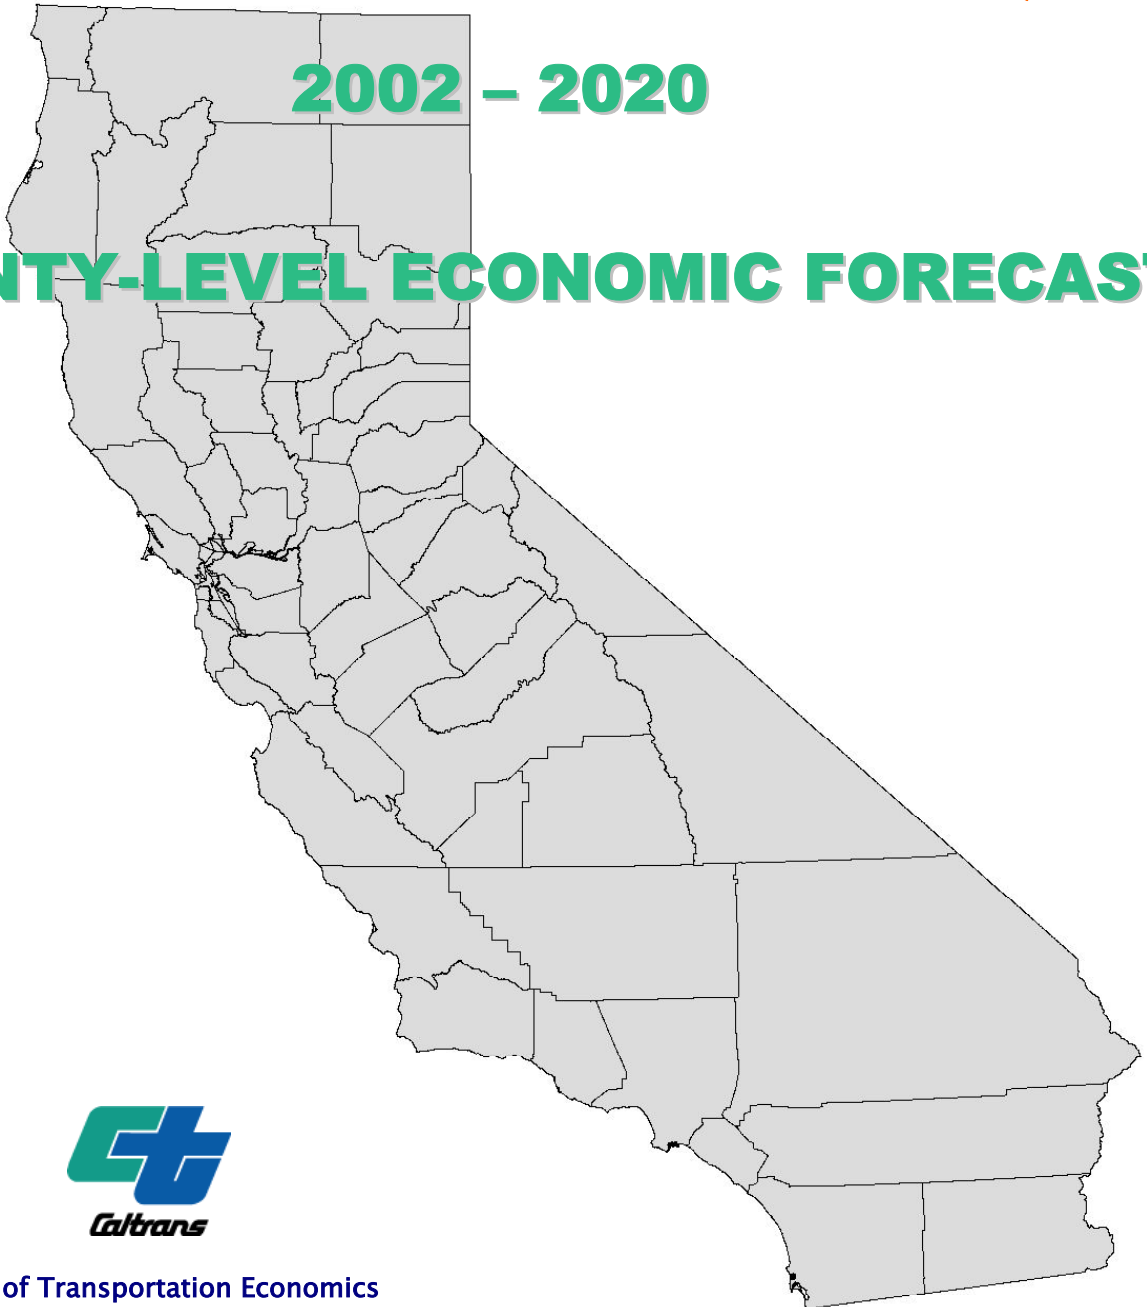 2002 – 2020
NTY-LEVEL ECONOMIC FORECAST
Caltrans
of Transportation Economics